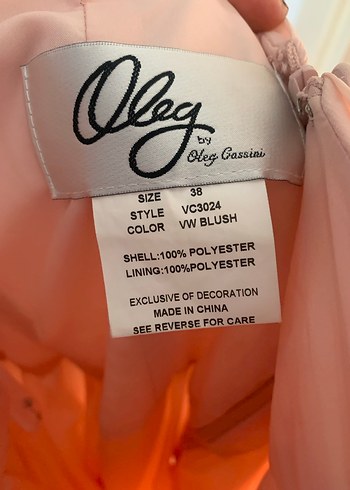 Oleg
by
Oleg Cassini
SIZE 38
STYLE VC3024
COLOR VW BLUSH
SHELL:100% POLYESTER
LINING:100%POLYESTER
EXCLUSIVE OF DECORATION
MADE IN CHINA
SEE REVERSE FOR CARE